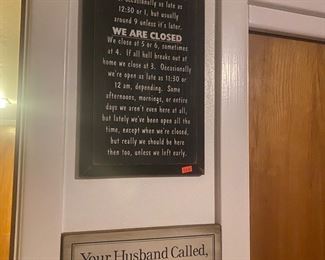 Occasionally as late as
12:30 or 1, but usually
around 9 unless it's later.
WE ARE CLOSED
We close at 5 or 6, sometimes
at 4. If all hell breaks out at
home we close at 3. Occasionally
we're open as late as 11:30 or
12 am, depending. Some
afternoons, mornings, or entire
days we aren't even here at all,
but lately we've been open all the
time, except when we're closed,
but really we should be here
then too, unless we left early.
Your Husband Called,